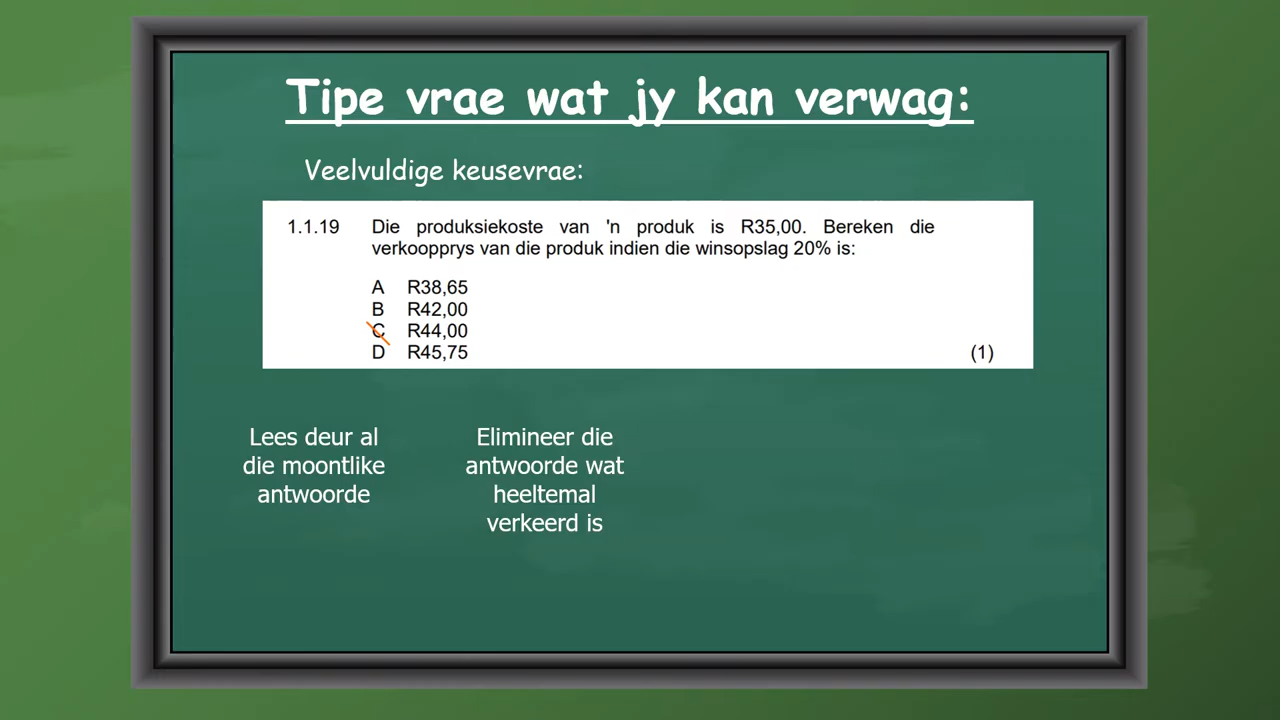 Tipe vrae wat jy kan verwag:
Veelvuldige keusevrae:
1.1.19 Die produksiekoste van 'n produk is R35,00. Bereken die
verkoopprys van die produk indien die winsopslag 20% is:
A R38,65
B R42,00
C R44,00
D R45,75 (1)
Lees deur al
die moontlike
antwoorde
Elimineer die
antwoorde wat
heeltemal
verkeerd is